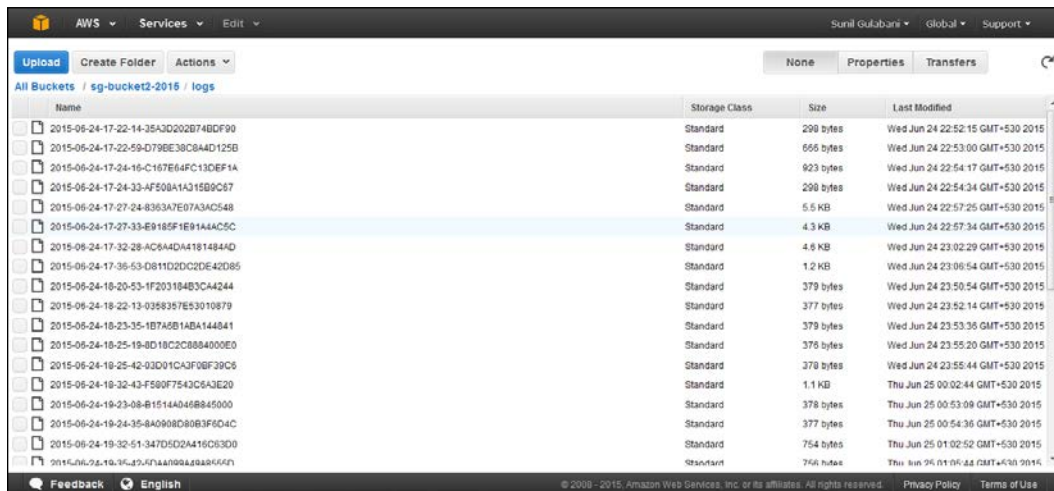 AWS Services Edit Sunil Gulabani Global Support
Upload Create Folder Actions None Properties Transfers
All Buckets / sg-bucket2-2015 / logs
Name Storage Class Size Last Modified
2015-06-24-17-22-14-35A3D202B74BDF90 Standard 298 bytes Wed Jun 24 22:52:15 GMT+530 2015
2015-06-24-17-22-59-D79BE38C8A4D125B Standard 666 bytes Wed Jun 24 22:53:00 GMT+530 2015
2015-06-24-17-24-16-C167E64FC13DEF1A Standard 923 bytes Wed Jun 24 22:54:17 GMT+530 2015
2015-06-24-17-24-33-AF508A1A315B9C67 Standard 298 bytes Wed Jun 24 22:54:34 GMT+530 2015
2015-06-24-17-27-24-8363A7E07A3AC548 Standard 5.5 KB Wed Jun 24 22:57:25 GMT+530 2015
2015-06-24-17-27-33-E9185F1E91A4AC5C Standard 4.3 KB Wed Jun 24 22:57:34 GMT+530 2015
2015-06-24-17-32-28-AC6A4DA4181484AD Standard 4.6 KB Wed Jun 24 23:02:29 GMT+530 2015
2015-06-24-17-36-53-D811D2DC2DE42D85 Standard 1.2 KB Wed Jun 24 23:06:54 GMT+530 2015
2015-06-24-18-20-53-1F203184B3CA4244 Standard 379 bytes Wed Jun 24 23:50:54 GMT+530 2015
2015-06-24-18-22-13-0358357E53010879 Standard 377 bytes Wed Jun 24 23:52:14 GMT+530 2015
2015-06-24-18-23-35-1B7A5B1ABA144841 Standard 379 bytes Wed Jun 24 23:53:36 GMT+530 2015
2015-06-24-18-25-19-8D18C2C8884000E0 Standard 376 bytes Wed Jun 24 23:55:20 GMT+530 2015
2015-06-24-18-25-42-03D01CA3F0BF39C6 Standard 378 bytes Wed Jun 24 23:55:44 GMT+530 2015
2015-06-24-18-32-43-F580F7543C6A3E20 Standard 1.1 KB Thu Jun 25 00:02:44 GMT+530 2015
2015-06-24-19-23-08-B1514A046B845000 Standard 378 bytes Thu Jun 25 00:53:09 GMT+530 2015
2015-06-24-19-24-35-8A0908D80B3F6D4C Standard 377 bytes Thu Jun 25 00:54:36 GMT+530 2015
2015-06-24-19-32-51-347D5D2A416C63D0 Standard 754 bytes Thu Jun 25 01:02:52 GMT+530 2015
Standard 756 bytes Thu Jun 25 01:05:44 GMT+530 2015
Feedback English © 2008 - 2015, Amazon Web Services, Inc. or its affiliates. All rights reserved. Privacy Policy Terms of Use